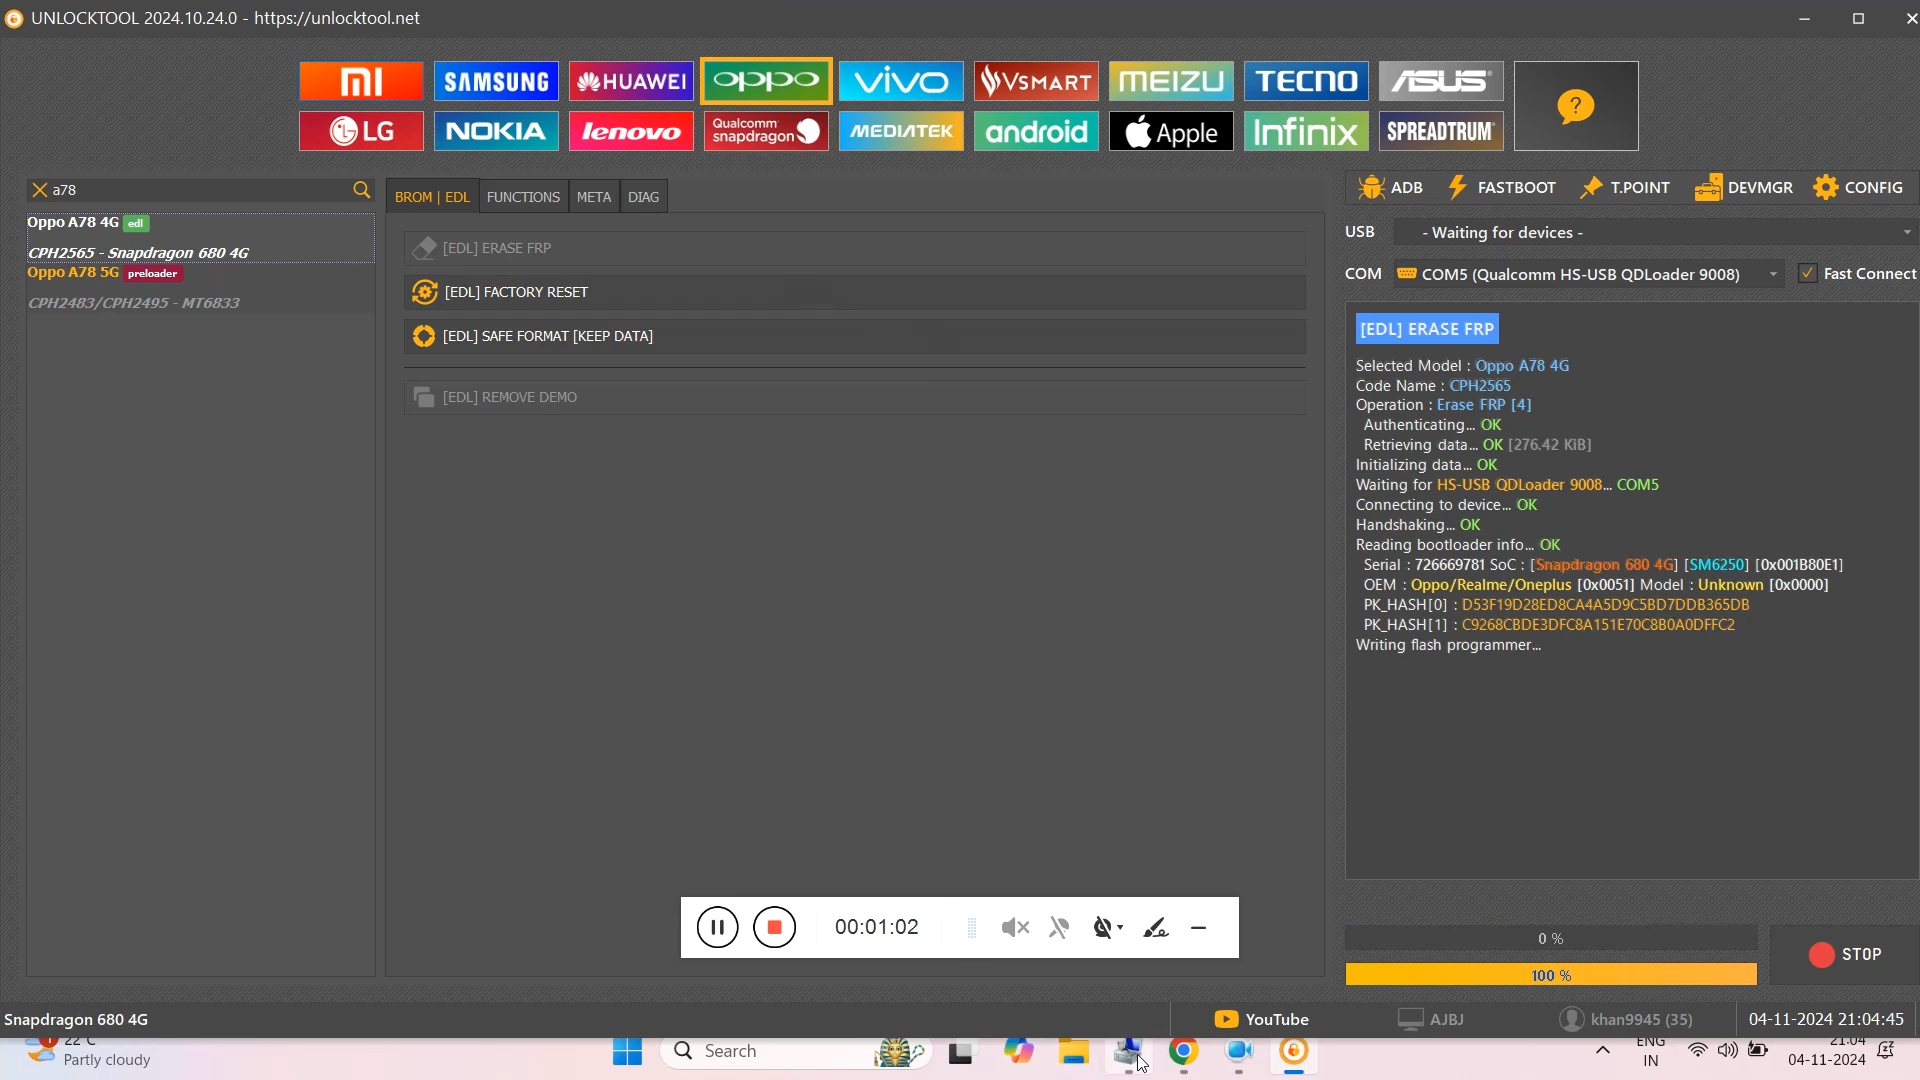 UNLOCKTOOL 2024.10.24.0 - https://unlocktool.net
MI
SAMSUNG
HUAWEI
oppo
vivo
VSMART
MEIZU
TECNO
ASUS
?
LG
NOKIA
lenovo
Qualcomm
snapdragon
MEDIATEK
android
Apple
Infinix
SPREADTRUM
a78
Oppo A78 4G edl
CPH2565 - Snapdragon 680 4G
Oppo A78 5G preloader
CPH2483/CPH2495 - MT6833
BROM | EDL
FUNCTIONS
META
DIAG
[EDL] ERASE FRP
[EDL] FACTORY RESET
[EDL] SAFE FORMAT [KEEP DATA]
[EDL] REMOVE DEMO
ADB
FASTBOOT
T.POINT
DEVMGR
CONFIG
USB - Waiting for devices -
COM COM5 (Qualcomm HS-USB QDLoader 9008) Fast Connect
[EDL] ERASE FRP
Selected Model : Oppo A78 4G
Code Name : CPH2565
Operation : Erase FRP [4]
Authenticating... OK
Retrieving data... OK [276.42 KiB]
Initializing data... OK
Waiting for HS-USB QDLoader 9008... COM5
Connecting to device... OK
Handshaking... OK
Reading bootloader info... OK
Serial : 726669781 SoC : [Snapdragon 680 4G] [SM6250] [0x001B80E1]
OEM : Oppo/Realme/Oneplus [0x0051] Model : Unknown [0x0000]
PK_HASH[0] : D53F19D28ED8CA4A5D9C5BD7DDB365DB
PK_HASH[1] : C9268CBDE3DFC8A151E70C8B0A0DFFC2
Writing flash programmer...
00:01:02
0 %
100 %
STOP
Snapdragon 680 4G
YouTube
AJBJ
khan9945 (35)
04-11-2024 21:04:45
1
22°C
Partly cloudy
Search
ENG
IN
21:04
04-11-2024